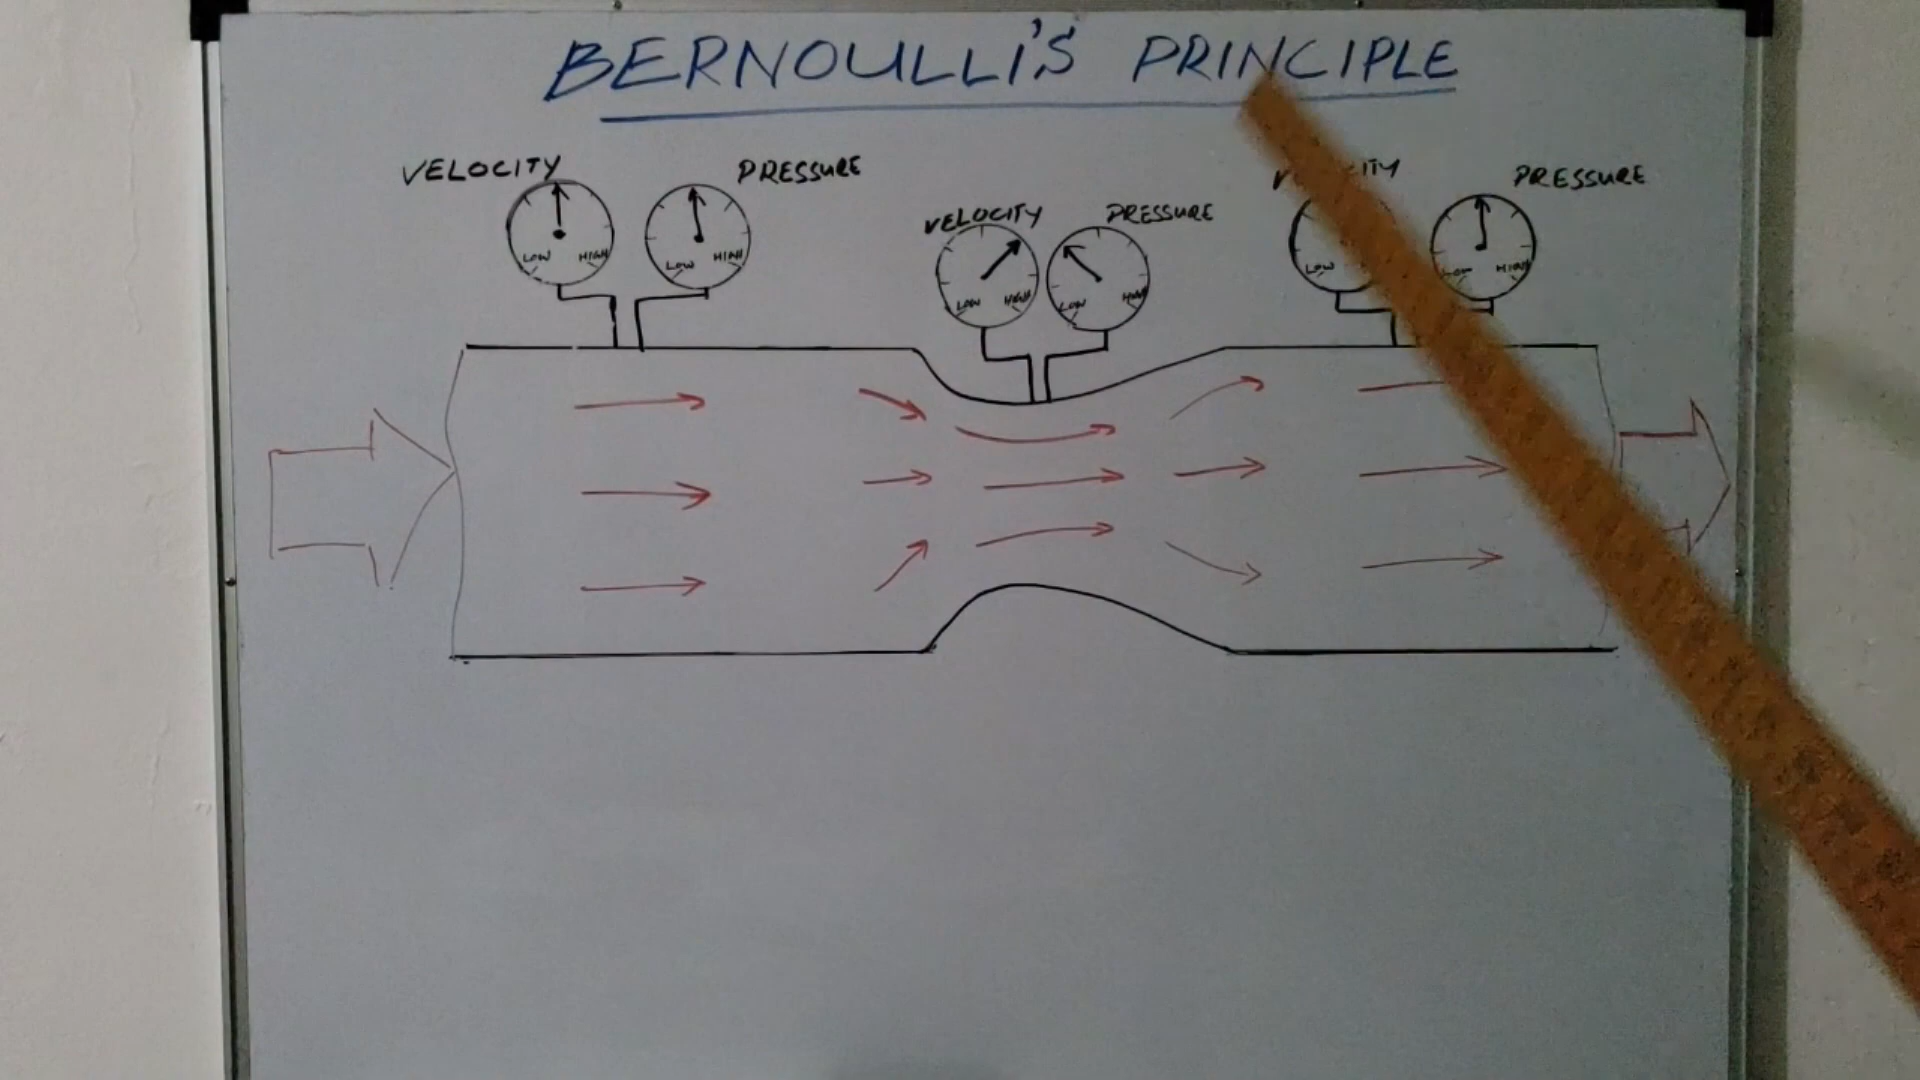 BERNOULLI'S PRINCIPLE
VELOCITY PRESSURE
LOW HIGH LOW HIGH
VELOCITY PRESSURE
LOW HIGH LOW HIGH
PRESSURE
LOW LOW HIGH